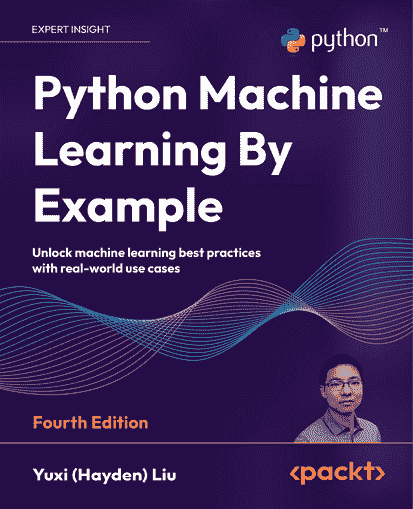 EXPERT INSIGHT
python™
Python Machine
Learning By
Example
Unlock machine learning best practices
with real-world use cases
Fourth Edition
Yuxi (Hayden) Liu
<packt>